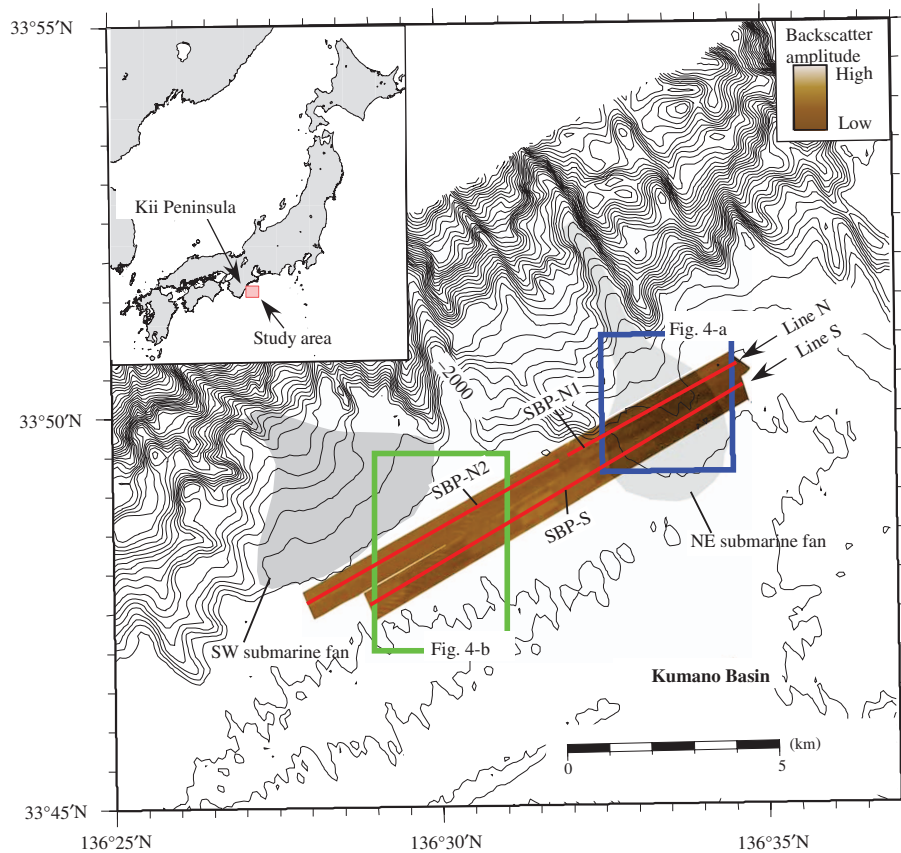 33°55′N
Backscatter
amplitude
High
Low
Kii Peninsula
Study area
Fig. 4-a
Line N
Line S
−2000
33°50′N
SBP-N1
SBP-N2
SBP-S
NE submarine fan
SW submarine fan
Fig. 4-b
Kumano Basin
(km)
0
5
33°45′N
136°25′N
136°30′N
136°35′N